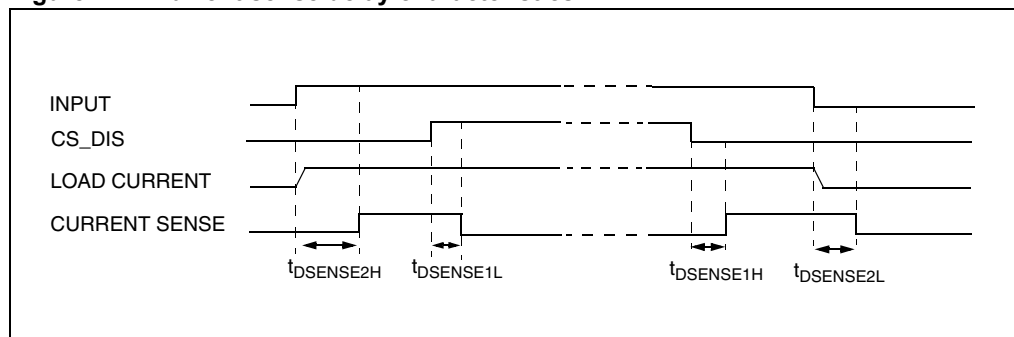 INPUT
CS_DIS
LOAD CURRENT
CURRENT SENSE
tDSENSE2H tDSENSE1L tDSENSE1H tDSENSE2L